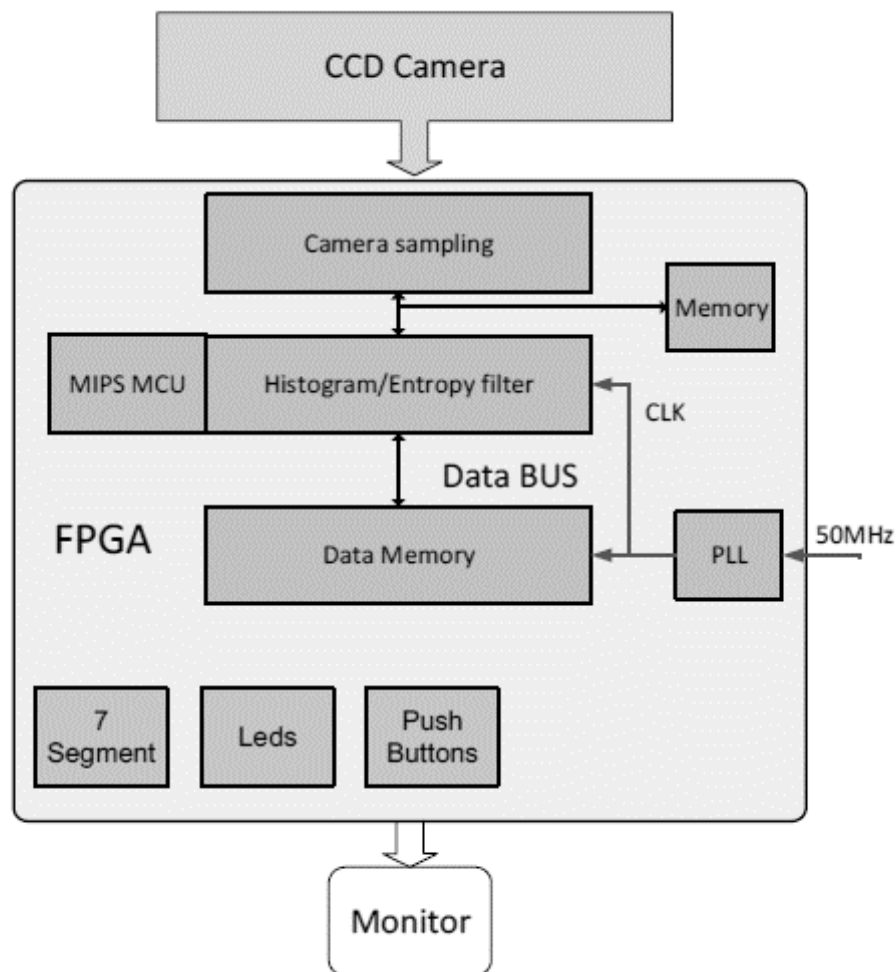 CCD Camera
Camera sampling
Memory
MIPS MCU
Histogram/Entropy filter
CLK
Data BUS
FPGA
Data Memory
PLL
50MHz
7
Segment
Leds
Push
Buttons
Monitor